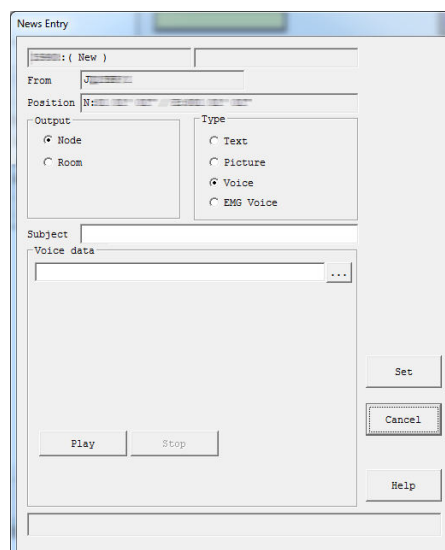 News Entry
:( New )
From J
Position N:
Output
Node
Room
Type
Text
Picture
Voice
EMG Voice
Subject
Voice data
...
Set
Cancel
Play Stop
Help